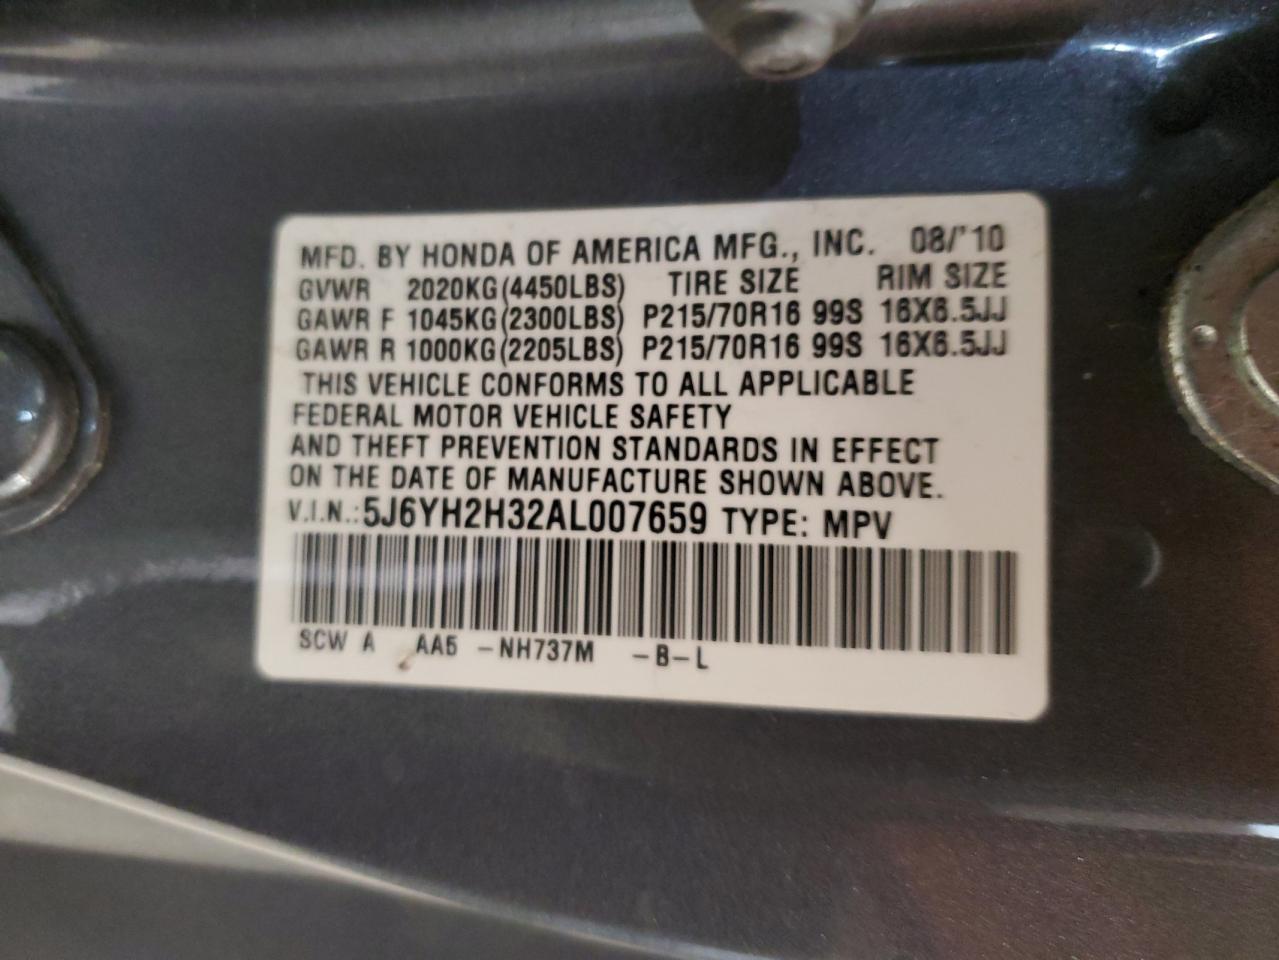 MFD. BY HONDA OF AMERICA MFG., INC. 08/'10
GVWR 2020KG(4450LBS) TIRE SIZE RIM SIZE
GAWR F 1045KG(2300LBS) P215/70R16 99S 16X6.5JJ
GAWR R 1000KG(2205LBS) P215/70R16 99S 16X6.5JJ
THIS VEHICLE CONFORMS TO ALL APPLICABLE
FEDERAL MOTOR VEHICLE SAFETY
AND THEFT PREVENTION STANDARDS IN EFFECT
ON THE DATE OF MANUFACTURE SHOWN ABOVE.
V.I.N.:5J6YH2H32AL007659 TYPE: MPV
SCW A AA5 -NH737M -B-L